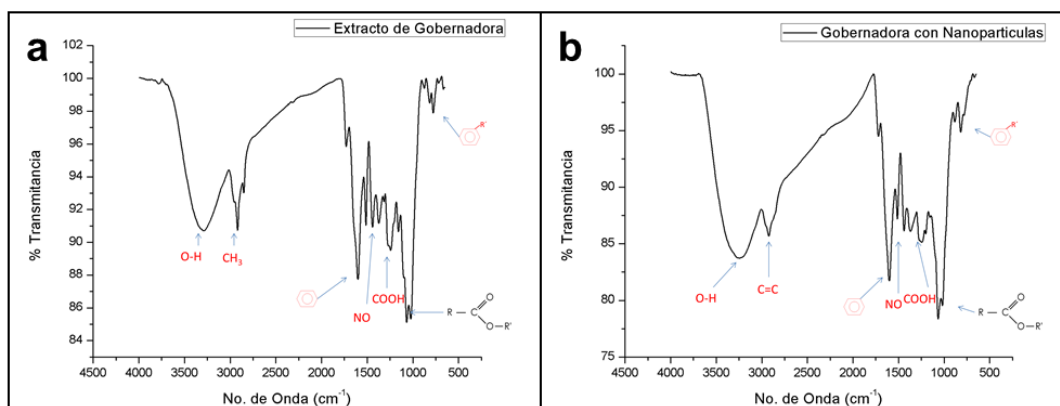 a
Extracto de Gobernadora
% Transmitancia
102
100
98
96
94
92
90
88
86
84
O-H
CH₃
NO
COOH
R'
R
C
O
O
R'
4500
4000
3500
3000
2500
2000
1500
1000
500
No. de Onda (cm⁻¹)
b
Gobernadora con Nanoparticulas
% Transmitancia
100
95
90
85
80
75
O-H
C=C
NO
COOH
R'
R
C
O
O
R'
4500
4000
3500
3000
2500
2000
1500
1000
500
No. de Onda (cm⁻¹)